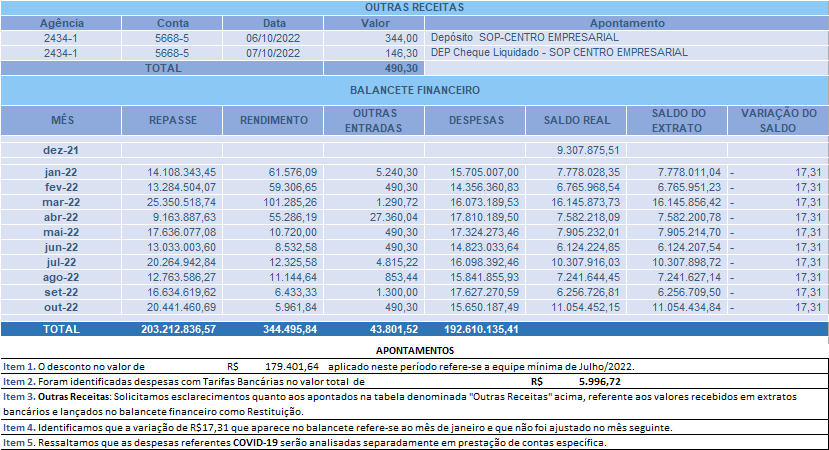 OUTRAS RECEITAS
Agência Conta Data Valor Apontamento
2434-1 5668-5 06/10/2022 344,00 Depósito SOP-CENTRO EMPRESARIAL
2434-1 5668-5 07/10/2022 146,30 DEP Cheque Liquidado - SOP CENTRO EMPRESARIAL
TOTAL 490,30
BALANCETE FINANCEIRO
MÊS REPASSE RENDIMENTO OUTRAS ENTRADAS DESPESAS SALDO REAL SALDO DO EXTRATO VARIAÇÃO DO SALDO
dez-21 9.307.875,51
jan-22 14.108.343,45 61.576,09 5.240,30 15.705.007,00 7.778.028,35 7.778.011,04 - 17,31
fev-22 13.284.504,07 59.306,65 490,30 14.356.360,83 6.765.968,54 6.765.951,23 - 17,31
mar-22 25.350.518,74 101.285,26 1.290,72 16.073.189,53 16.145.873,73 16.145.856,42 - 17,31
abr-22 9.163.887,63 55.286,19 27.360,04 17.810.189,50 7.582.218,09 7.582.200,78 - 17,31
mai-22 17.636.077,08 10.720,00 490,30 17.324.273,46 7.905.232,01 7.905.214,70 - 17,31
jun-22 13.033.003,60 8.532,58 490,30 14.823.033,64 6.124.224,85 6.124.207,54 - 17,31
jul-22 20.264.942,84 12.325,58 4.815,22 16.098.392,46 10.307.916,03 10.307.898,72 - 17,31
ago-22 12.763.586,27 11.144,64 853,44 15.841.855,93 7.241.644,45 7.241.627,14 - 17,31
set-22 16.634.619,62 6.433,33 1.300,00 17.627.270,59 6.256.726,81 6.256.709,50 - 17,31
out-22 20.441.460,69 5.961,84 490,30 15.650.187,49 11.054.452,15 11.054.434,84 - 17,31
TOTAL 203.212.836,57 344.495,84 43.801,52 192.610.135,41
APONTAMENTOS
Item 1. O desconto no valor de R$ 179.401,64 aplicado neste período refere-se a equipe mínima de Julho/2022.
Item 2. Foram identificadas despesas com Tarifas Bancárias no valor total de R$ 5.996,72
Item 3. Outras Receitas: Solicitamos esclarecimentos quanto aos apontados na tabela denominada "Outras Receitas" acima, referente aos valores recebidos em extratos
bancários e lançados no balancete financeiro como Restituição.
Item 4. Identificamos que a variação de R$17,31 que aparece no balancete refere-se ao mês de janeiro e que não foi ajustado no mês seguinte.
Item 5. Ressaltamos que as despesas referentes COVID-19 serão analisadas separadamente em prestação de contas específica.